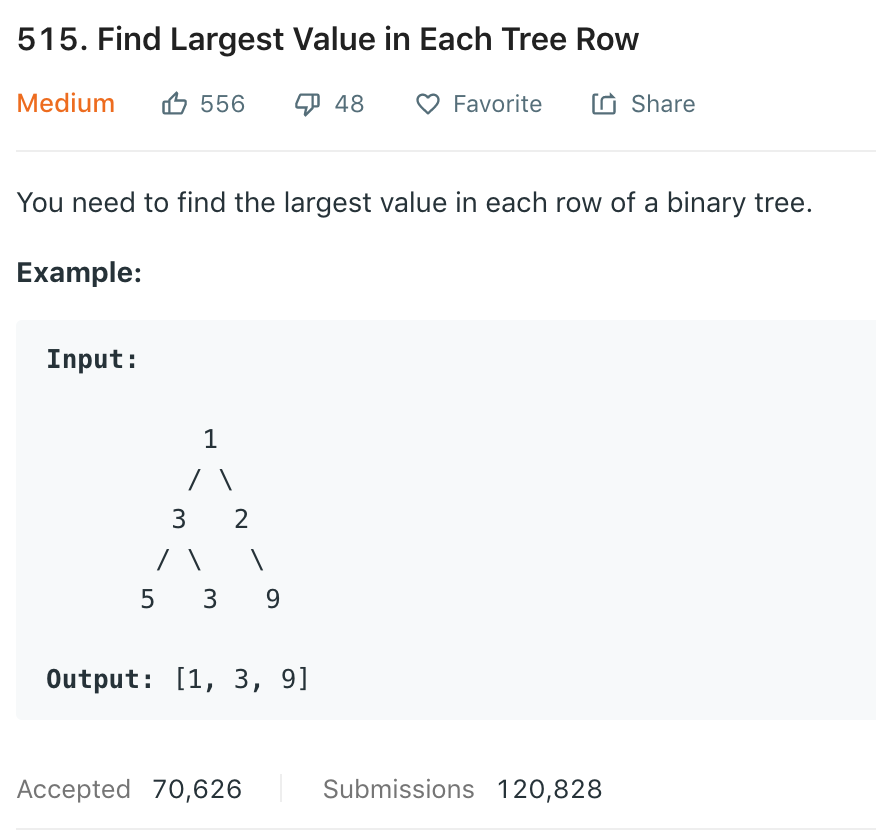 515. Find Largest Value in Each Tree Row
Medium 556 48 Favorite Share
You need to find the largest value in each row of a binary tree.
Example:
Input:
1
/ \
3 2
/ \ \
5 3 9
Output: [1, 3, 9]
Accepted 70,626 Submissions 120,828